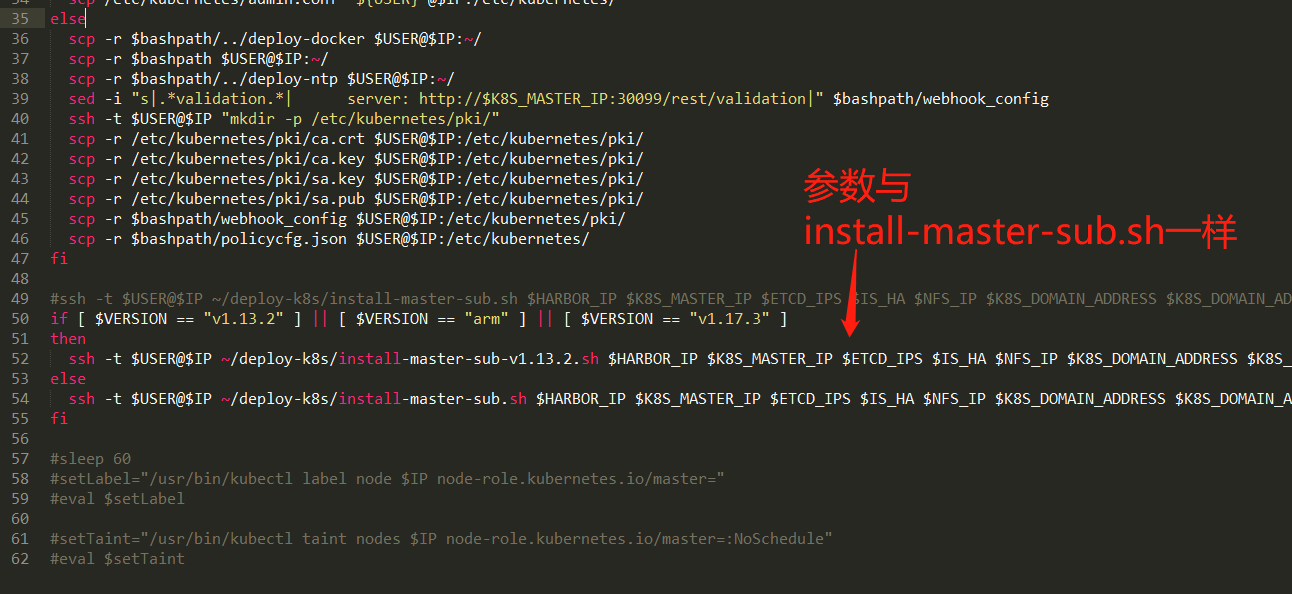 34 scp /etc/kubernetes/admin.conf "${USER}"@$IP:/etc/kubernetes/
35 else
36 scp -r $bashpath/../deploy-docker $USER@$IP:~/
37 scp -r $bashpath $USER@$IP:~/
38 scp -r $bashpath/../deploy-ntp $USER@$IP:~/
39 sed -i "s|.*validation.*|      server: http://$K8S_MASTER_IP:30099/rest/validation|" $bashpath/webhook_config
40 ssh -t $USER@$IP "mkdir -p /etc/kubernetes/pki/"
41 scp -r /etc/kubernetes/pki/ca.crt $USER@$IP:/etc/kubernetes/pki/
42 scp -r /etc/kubernetes/pki/ca.key $USER@$IP:/etc/kubernetes/pki/
43 scp -r /etc/kubernetes/pki/sa.key $USER@$IP:/etc/kubernetes/pki/
44 scp -r /etc/kubernetes/pki/sa.pub $USER@$IP:/etc/kubernetes/pki/
45 scp -r $bashpath/webhook_config $USER@$IP:/etc/kubernetes/pki/
46 scp -r $bashpath/policycfg.json $USER@$IP:/etc/kubernetes/
47 fi
参数与
install-master-sub.sh一样
48
49 #ssh -t $USER@$IP ~/deploy-k8s/install-master-sub.sh $HARBOR_IP $K8S_MASTER_IP $ETCD_IPS $IS_HA $NFS_IP $K8S_DOMAIN_ADDRESS $K8S_DOMAIN_AD
50 if [ $VERSION == "v1.13.2" ] || [ $VERSION == "arm" ] || [ $VERSION == "v1.17.3" ]
51 then
52 ssh -t $USER@$IP ~/deploy-k8s/install-master-sub-v1.13.2.sh $HARBOR_IP $K8S_MASTER_IP $ETCD_IPS $IS_HA $NFS_IP $K8S_DOMAIN_ADDRESS $K8S_
53 else
54 ssh -t $USER@$IP ~/deploy-k8s/install-master-sub.sh $HARBOR_IP $K8S_MASTER_IP $ETCD_IPS $IS_HA $NFS_IP $K8S_DOMAIN_ADDRESS $K8S_DOMAIN_A
55 fi
56
57 #sleep 60
58 #setLabel="/usr/bin/kubectl label node $IP node-role.kubernetes.io/master="
59 #eval $setLabel
60
61 #setTaint="/usr/bin/kubectl taint nodes $IP node-role.kubernetes.io/master=:NoSchedule"
62 #eval $setTaint